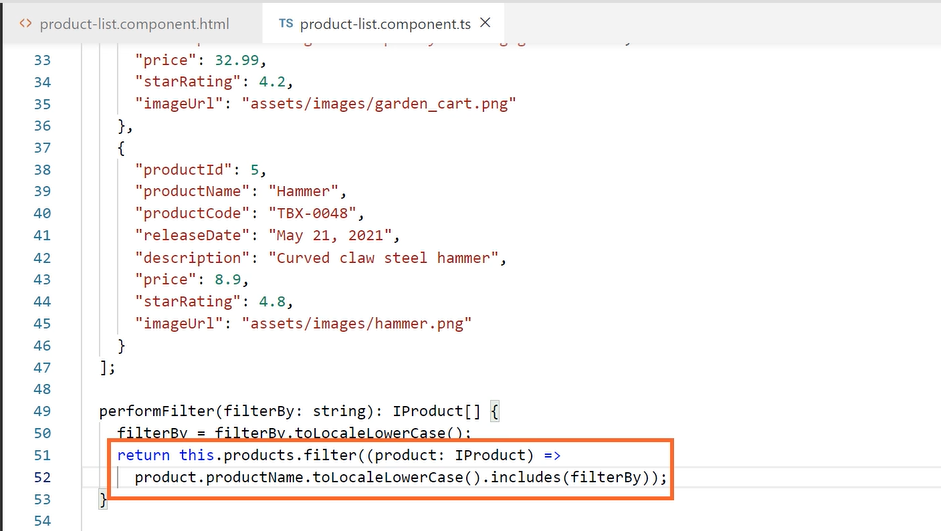 <> product-list.component.html TS product-list.component.ts ×
33 "price": 32.99,
34 "starRating": 4.2,
35 "imageUrl": "assets/images/garden_cart.png"
36 },
37 {
38 "productId": 5,
39 "productName": "Hammer",
40 "productCode": "TBX-0048",
41 "releaseDate": "May 21, 2021",
42 "description": "Curved claw steel hammer",
43 "price": 8.9,
44 "starRating": 4.8,
45 "imageUrl": "assets/images/hammer.png"
46 }
47 ];
48
49 performFilter(filterBy: string): IProduct[] {
50 filterBy = filterBy.toLocaleLowerCase();
51 return this.products.filter((product: IProduct) =>
52 product.productName.toLocaleLowerCase().includes(filterBy));
53 }
54